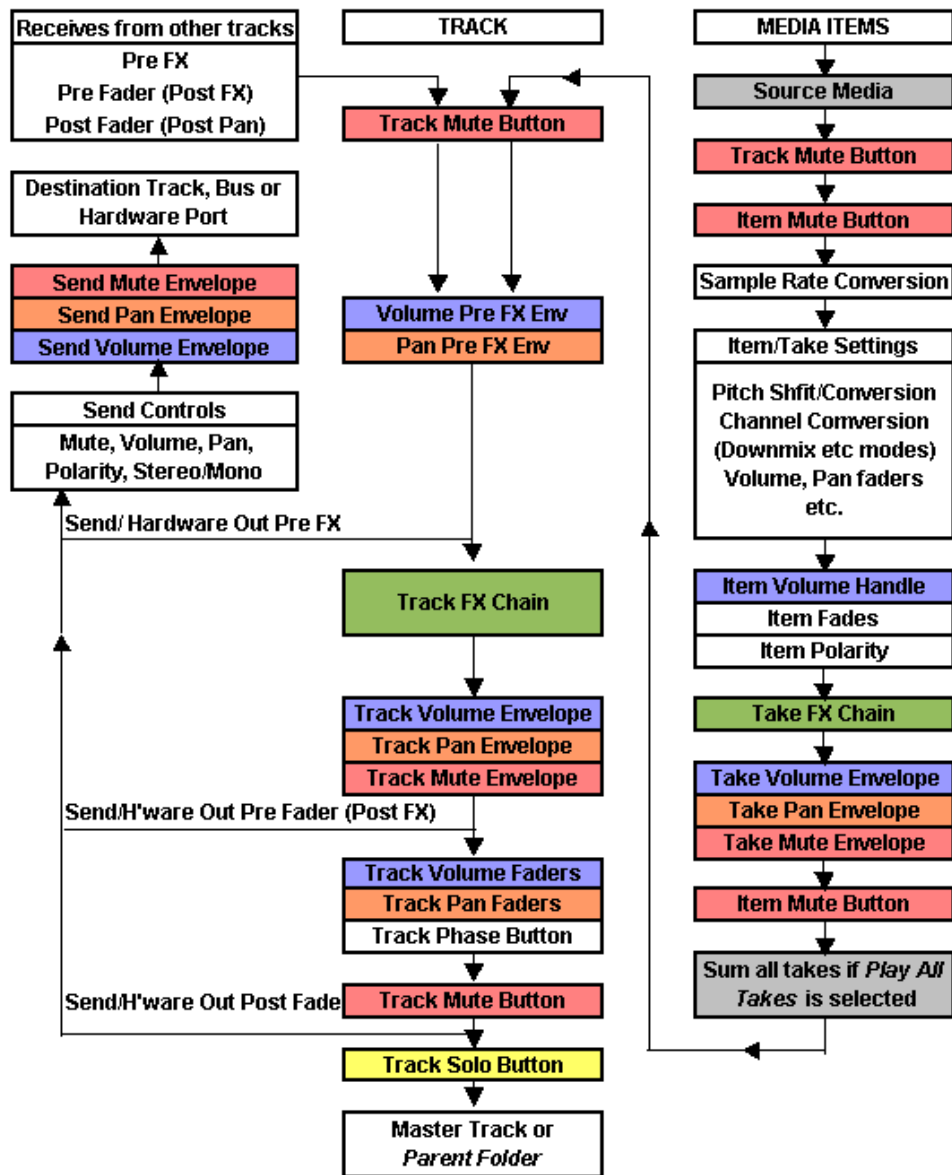 Receives from other tracks
Pre FX
Pre Fader (Post FX)
Post Fader (Post Pan)
Destination Track, Bus or
Hardware Port
Send Mute Envelope
Send Pan Envelope
Send Volume Envelope
Send Controls
Mute, Volume, Pan,
Polarity, Stereo/Mono
Send/ Hardware Out Pre FX
Send/H'ware Out Pre Fader (Post FX)
Send/H'ware Out Post Fade
TRACK
Track Mute Button
Volume Pre FX Env
Pan Pre FX Env
Track FX Chain
Track Volume Envelope
Track Pan Envelope
Track Mute Envelope
Track Volume Faders
Track Pan Faders
Track Phase Button
Track Mute Button
Track Solo Button
Master Track or
Parent Folder
MEDIA ITEMS
Source Media
Track Mute Button
Item Mute Button
Sample Rate Conversion
Item/Take Settings
Pitch Shfit/Conversion
Channel Comversion
(Downmix etc modes)
Volume, Pan faders
etc.
Item Volume Handle
Item Fades
Item Polarity
Take FX Chain
Take Volume Envelope
Take Pan Envelope
Take Mute Envelope
Item Mute Button
Sum all takes if Play All
Takes is selected